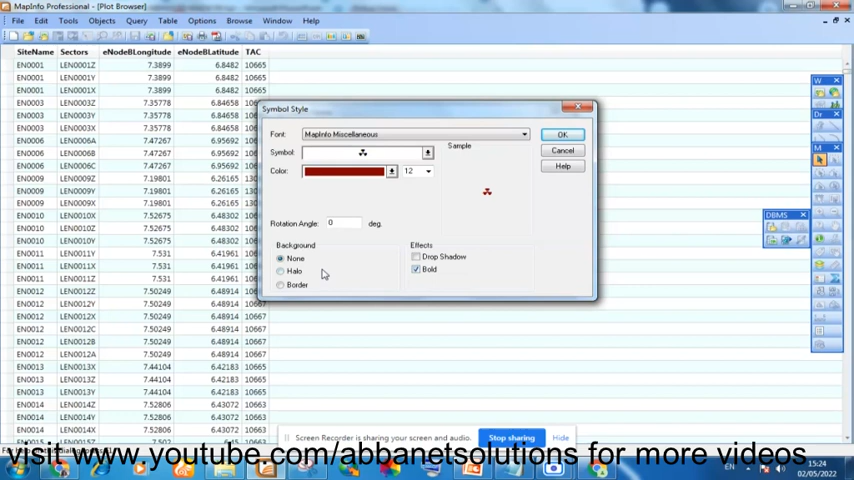 MapInfo Professional - [Plot Browser]
File Edit Tools Objects Query Table Options Browse Window Help
SiteName Sectors eNodeBLongitude eNodeBLatitude TAC
EN0001 LEN0001Z 7.3899 6.8482 10665
EN0001 LEN0001Y 7.3899 6.8482 10665
EN0001 LEN0001X 7.3899 6.8482 10665
EN0003 LEN0003Z 7.35778 6.84658 10665
EN0003 LEN0003Y 7.35778 6.84658 10665
EN0003 LEN0003X 7.35778 6.84658 10665
EN0006 LEN0006A 7.47267 6.95692
EN0006 LEN0006B 7.47267 6.95692
EN0006 LEN0006C 7.47267 6.95692
EN0009 LEN0009Z 7.19801 6.29651
EN0009 LEN0009Y 7.19801 6.29651
EN0009 LEN0009X 7.19801 6.29651
EN0010 LEN0010X 7.52675 6.48302
EN0010 LEN0010Y 7.52675 6.48302
EN0010 LEN0010Z 7.52675 6.48302
EN0011 LEN0011Y 7.531 6.41961
EN0011 LEN0011X 7.531 6.41961
EN0011 LEN0011Z 7.531 6.41961
EN0012 LEN0012Z 7.50249 6.48914
EN0012 LEN0012Y 7.50249 6.48914 10667
EN0012 LEN0012X 7.50249 6.48914 10667
EN0012 LEN0012C 7.50249 6.48914 10667
EN0012 LEN0012B 7.50249 6.48914 10667
EN0012 LEN0012A 7.50249 6.48914 10667
EN0013 LEN0013X 7.44104 6.42183 10665
EN0013 LEN0013Z 7.44104 6.42183 10665
EN0013 LEN0013Y 7.44104 6.42183 10665
EN0014 LEN0014Z 7.52806 6.43072 10667
EN0014 LEN0014Y 7.52806 6.43072 10667
EN0014 LEN0014X 7.52806 6.43072 10667
Symbol Style
Font: MapInfo Miscellaneous
OK
Symbol:
Sample
Cancel
Color: 12
Help
Rotation Angle: 0 deg.
Background
None
Halo
Border
Effects
Drop Shadow
Bold
W
Dr
M
DBMS
Screen Recorder is sharing your screen and audio.
Stop sharing
Hide
visit www.youtube.com/abbanetsolutions for more videos
EN
15:24
02/05/2022